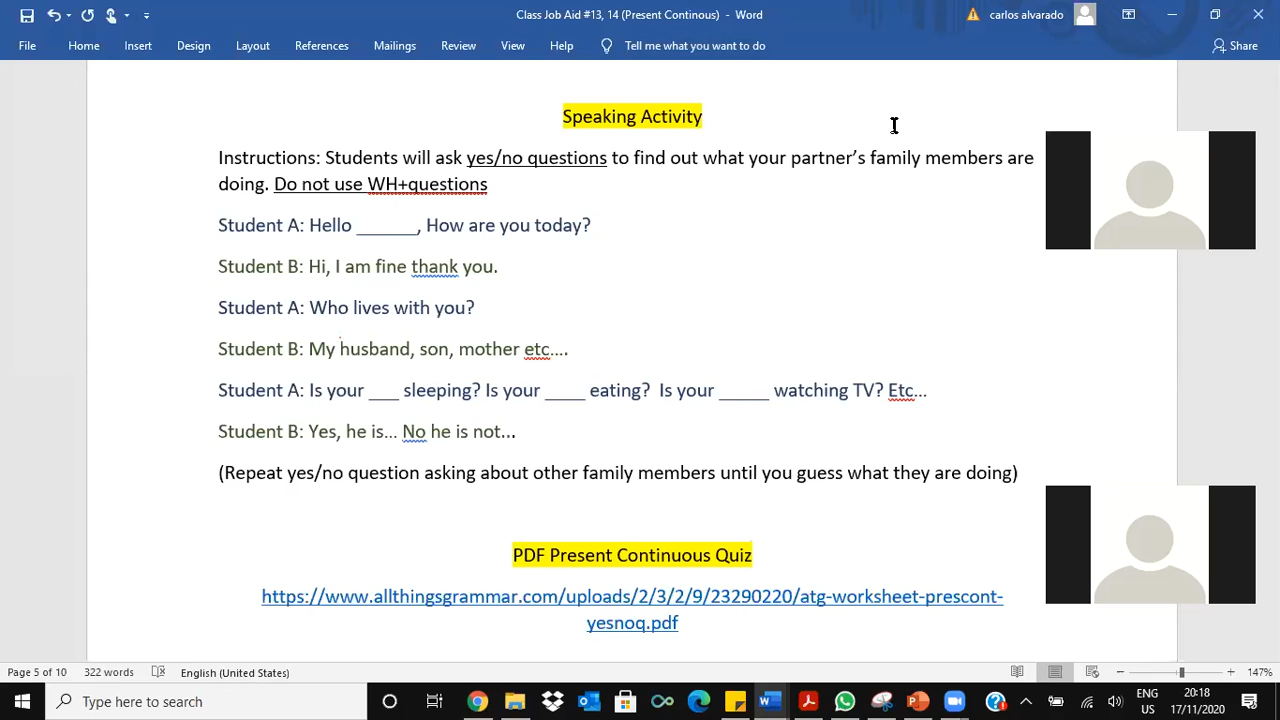 Class Job Aid #13, 14 (Present Continous) - Word
carlos alvarado
File Home Insert Design Layout References Mailings Review View Help Tell me what you want to do Share
Speaking Activity
Instructions: Students will ask yes/no questions to find out what your partner's family members are
doing. Do not use WH+questions
Student A: Hello ______, How are you today?
Student B: Hi, I am fine thank you.
Student A: Who lives with you?
Student B: My husband, son, mother etc....
Student A: Is your ___ sleeping? Is your ____ eating?  Is your _____ watching TV? Etc...
Student B: Yes, he is... No he is not...
(Repeat yes/no question asking about other family members until you guess what they are doing)
PDF Present Continuous Quiz
https://www.allthingsgrammar.com/uploads/2/3/2/9/23290220/atg-worksheet-prescont-
yesnoq.pdf
Page 5 of 10 322 words English (United States) 147%
Type here to search
ENG 20:18
US 17/11/2020